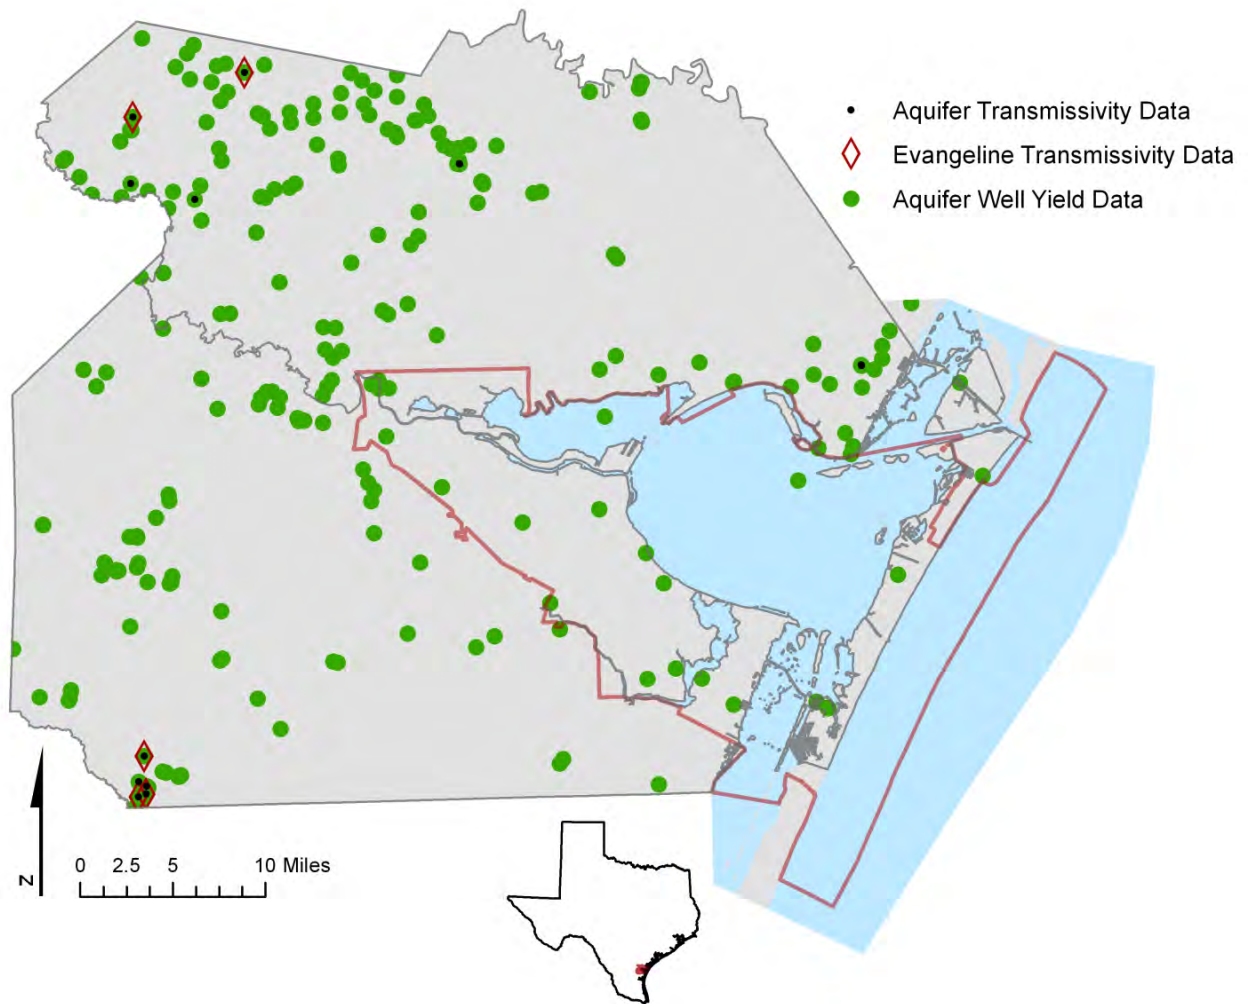 Aquifer Transmissivity Data
Evangeline Transmissivity Data
Aquifer Well Yield Data
N
0 2.5 5 10 Miles